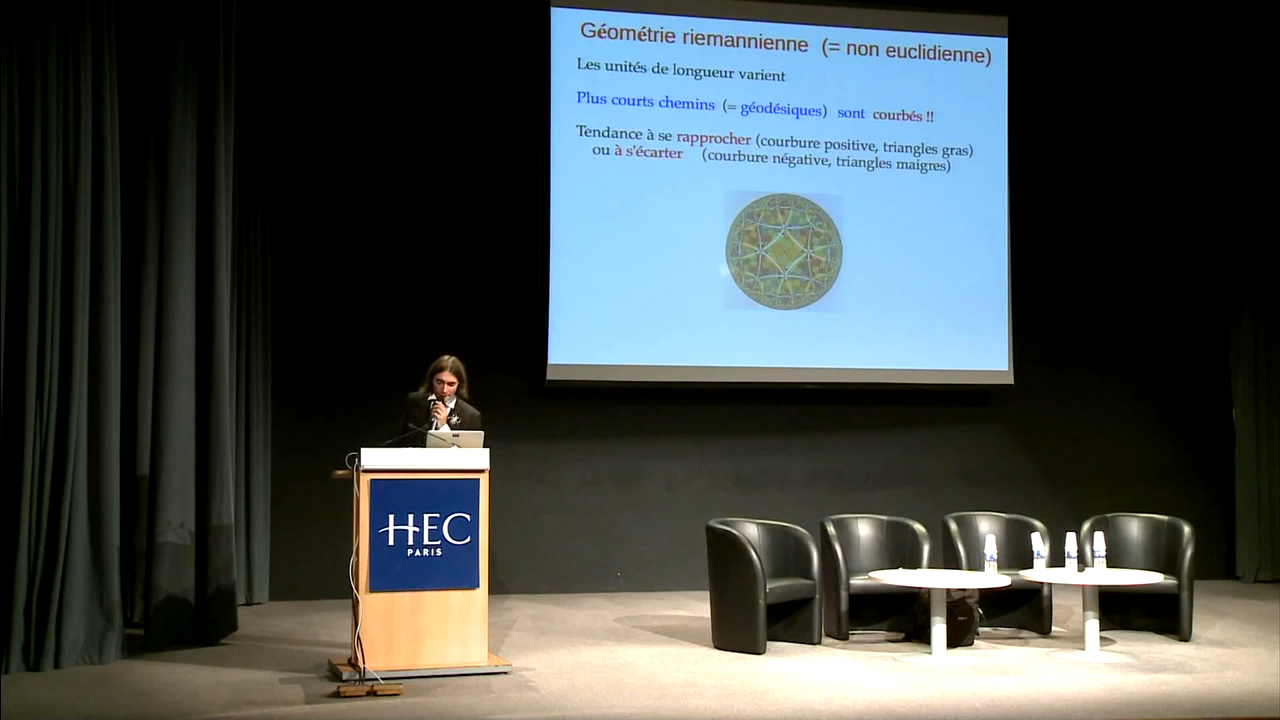 Géométrie riemannienne (= non euclidienne)
Les unités de longueur varient
Plus courts chemins (= géodésiques) sont courbés !!
Tendance à se rapprocher (courbure positive, triangles gras)
ou à s'écarter (courbure négative, triangles maigres)
HEC
PARIS